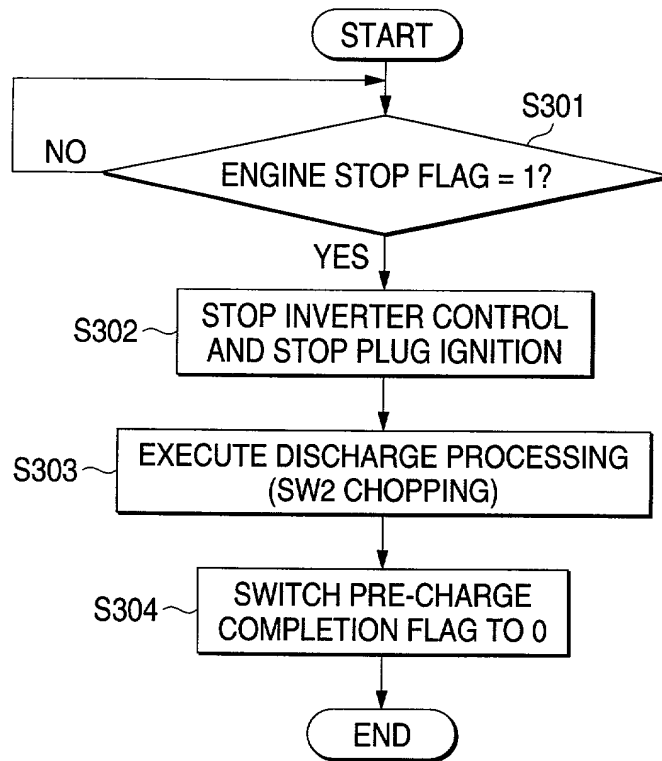 START
S301
NO
ENGINE STOP FLAG = 1?
YES
S302
STOP INVERTER CONTROL
AND STOP PLUG IGNITION
S303
EXECUTE DISCHARGE PROCESSING
(SW2 CHOPPING)
S304
SWITCH PRE-CHARGE
COMPLETION FLAG TO 0
END